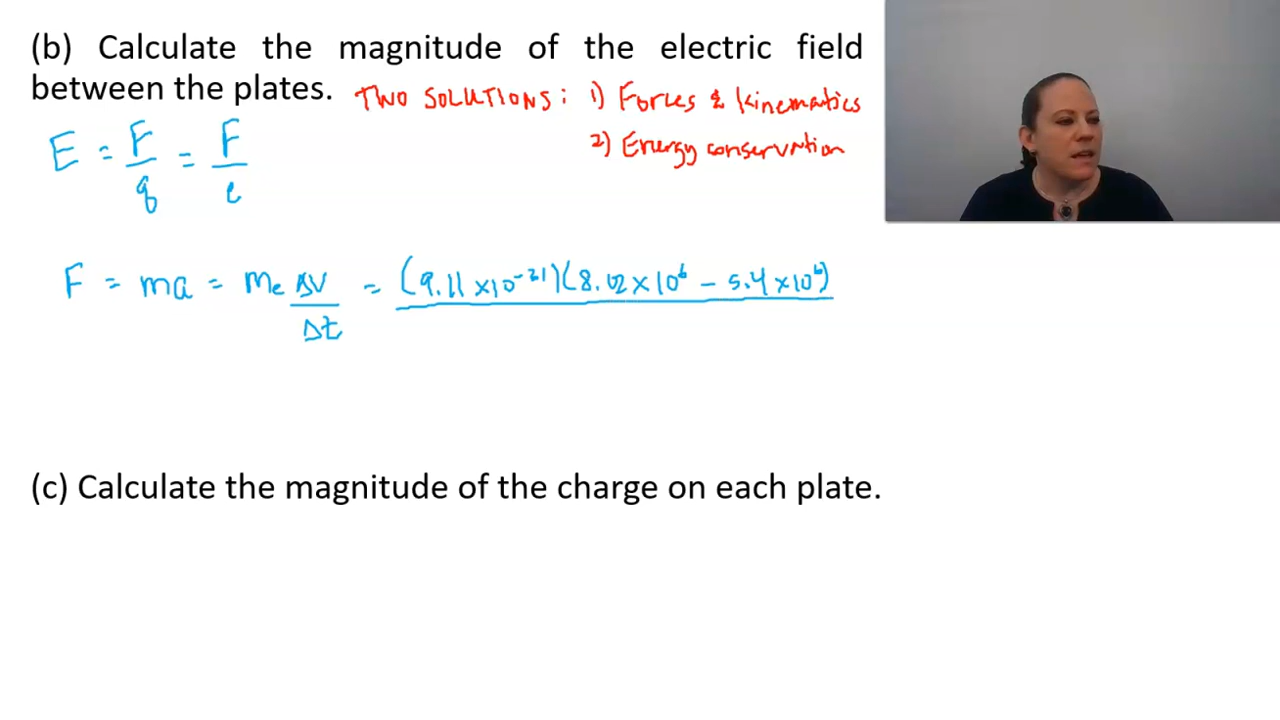 (b) Calculate the magnitude of the electric field
between the plates. TWO SOLUTIONS: 1) Forces & kinematics
2) Energy conservation
E = F/q = F/e
F = ma = me Δv/Δt = (9.11 x10^-31)(8.02 x 10^6 - 5.4 x 10^6)
(c) Calculate the magnitude of the charge on each plate.